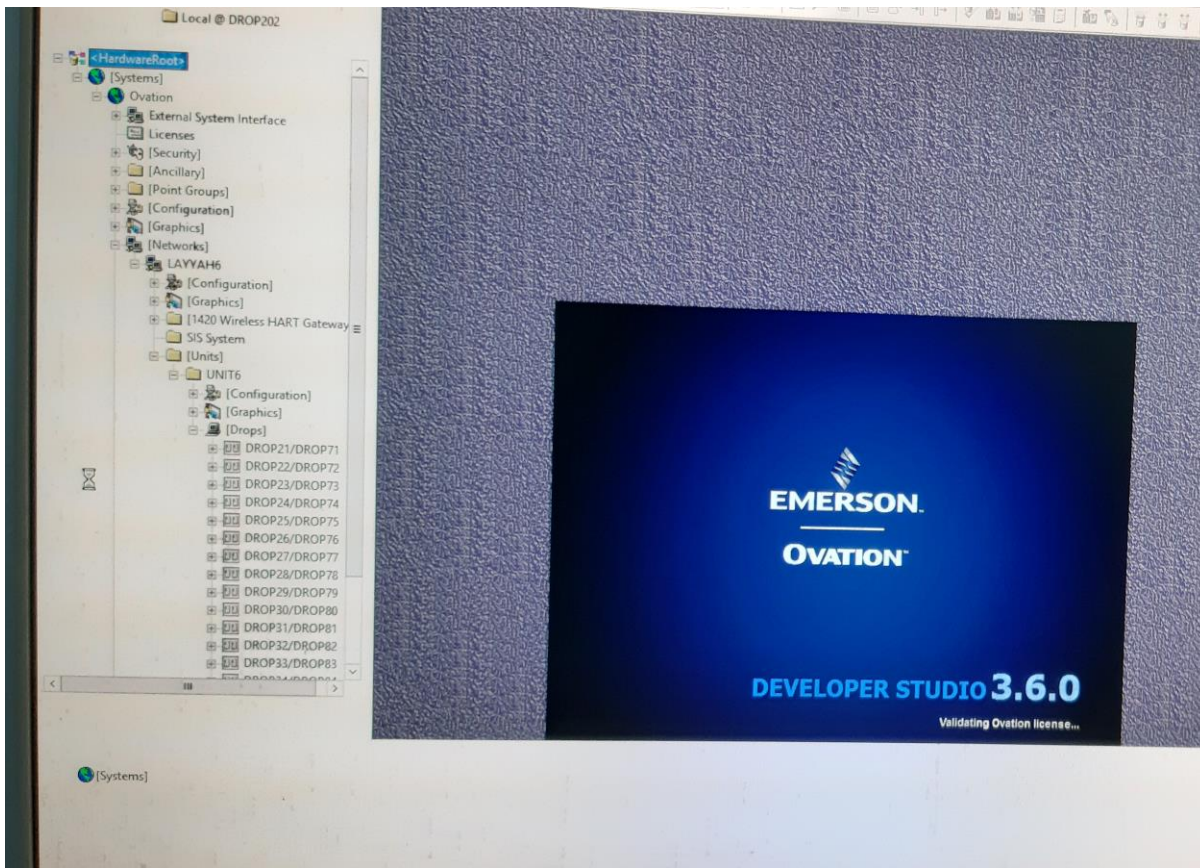 Local @ DROP202
<HardwareRoot>
[Systems]
Ovation
External System Interface
Licenses
[Security]
[Ancillary]
[Point Groups]
[Configuration]
[Graphics]
[Networks]
LAYYAH6
[Configuration]
[Graphics]
[1420 Wireless HART Gateway
SIS System
[Units]
UNIT6
[Configuration]
[Graphics]
[Drops]
DROP21/DROP71
DROP22/DROP72
DROP23/DROP73
DROP24/DROP74
DROP25/DROP75
DROP26/DROP76
DROP27/DROP77
DROP28/DROP78
DROP29/DROP79
DROP30/DROP80
DROP31/DROP81
DROP32/DROP82
DROP33/DROP83
EMERSON™
OVATION™
DEVELOPER STUDIO 3.6.0
Validating Ovation license...
[Systems]